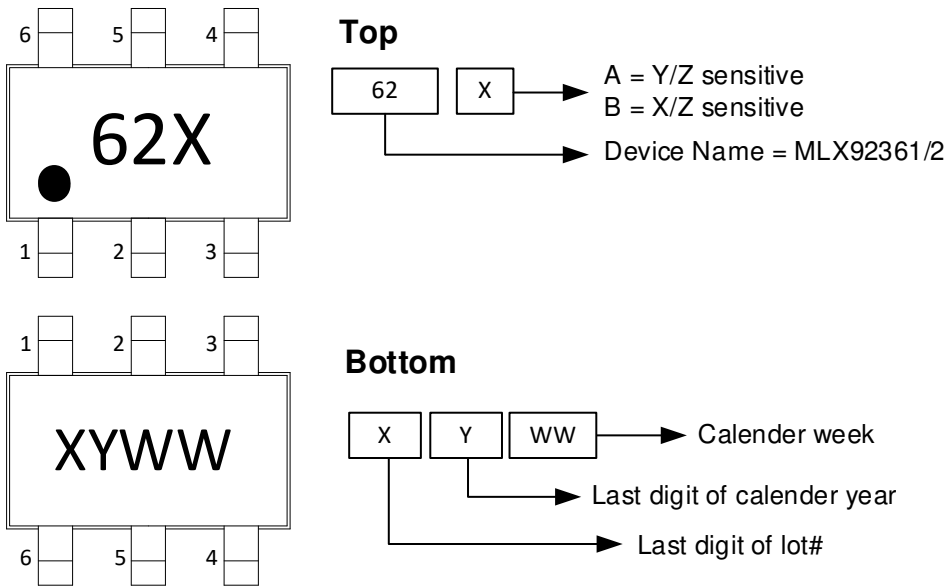 6 5 4
62X
1 2 3
Top
62 X
A = Y/Z sensitive
B = X/Z sensitive
Device Name = MLX92361/2
1 2 3
XYWW
6 5 4
Bottom
X Y WW
Calender week
Last digit of calender year
Last digit of lot#